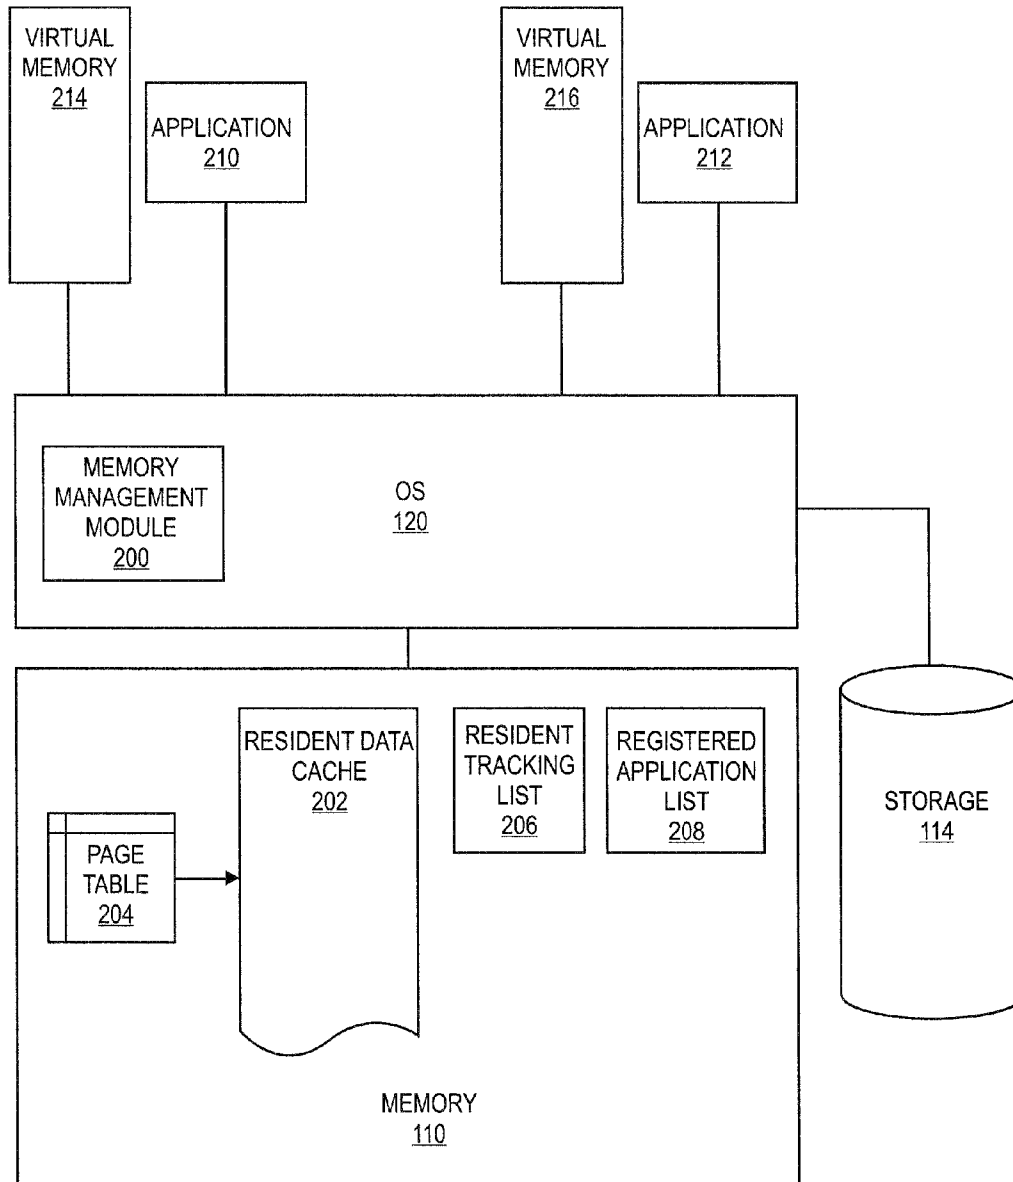 VIRTUAL
MEMORY
214
APPLICATION
210
VIRTUAL
MEMORY
216
APPLICATION
212
MEMORY
MANAGEMENT
MODULE
200
OS
120
RESIDENT DATA
CACHE
202
RESIDENT
TRACKING
LIST
206
REGISTERED
APPLICATION
LIST
208
STORAGE
114
PAGE
TABLE
204
MEMORY
110